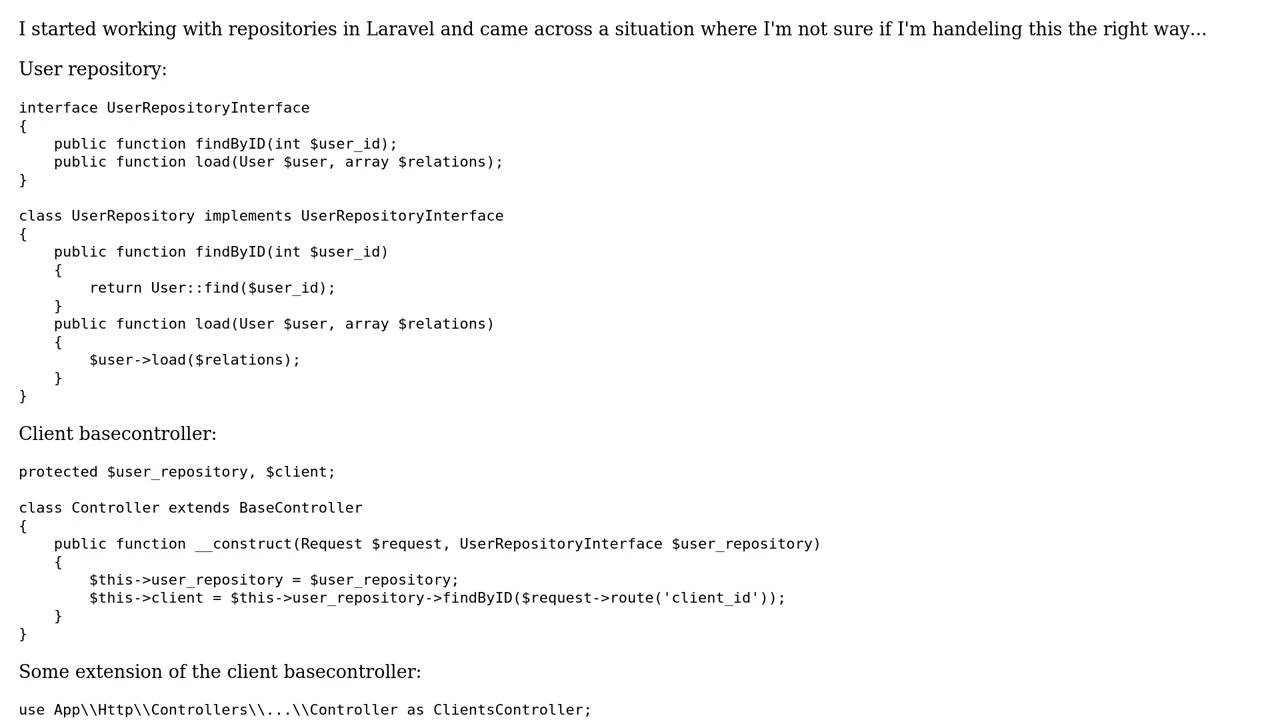 I started working with repositories in Laravel and came across a situation where I'm not sure if I'm handeling this the right way...
User repository:
interface UserRepositoryInterface
{
    public function findByID(int $user_id);
    public function load(User $user, array $relations);
}
class UserRepository implements UserRepositoryInterface
{
    public function findByID(int $user_id)
    {
        return User::find($user_id);
    }
    public function load(User $user, array $relations)
    {
        $user->load($relations);
    }
}
Client basecontroller:
protected $user_repository, $client;
class Controller extends BaseController
{
    public function __construct(Request $request, UserRepositoryInterface $user_repository)
    {
        $this->user_repository = $user_repository;
        $this->client = $this->user_repository->findByID($request->route('client_id'));
    }
}
Some extension of the client basecontroller:
use App\\Http\\Controllers\\...\\Controller as ClientsController;